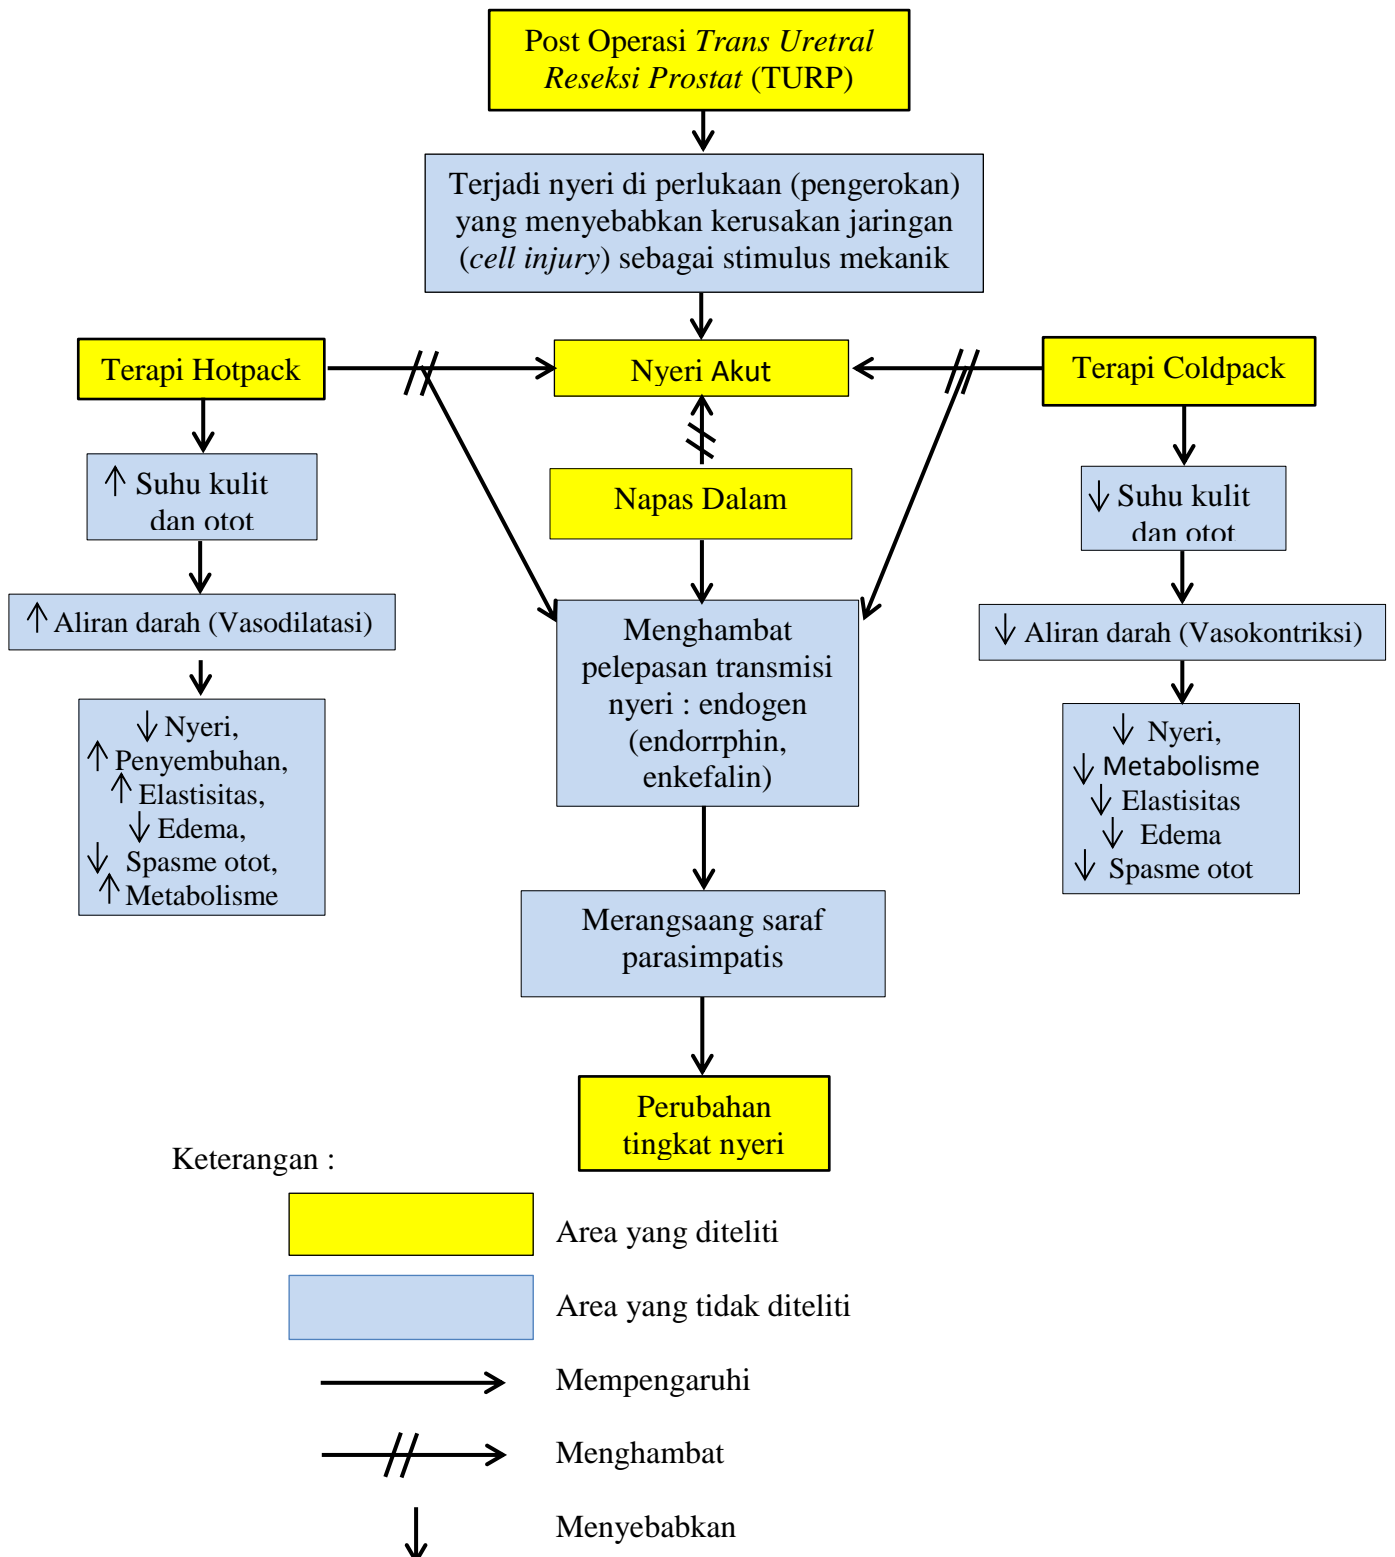 Post Operasi Trans Uretral
Reseksi Prostat (TURP)
Terjadi nyeri di perlukaan (pengerokan)
yang menyebabkan kerusakan jaringan
(cell injury) sebagai stimulus mekanik
Terapi Hotpack
Nyeri Akut
Terapi Coldpack
↑ Suhu kulit
dan otot
Napas Dalam
↓ Suhu kulit
dan otot
↑ Aliran darah (Vasodilatasi)
Menghambat
pelepasan transmisi
nyeri : endogen
(endorrphin,
enkefalin)
↓ Aliran darah (Vasokontriksi)
↓ Nyeri,
↑ Penyembuhan,
↑ Elastisitas,
↓ Edema,
↓ Spasme otot,
↑ Metabolisme
↓ Nyeri,
↓ Metabolisme
↓ Elastisitas
↓ Edema
↓ Spasme otot
Merangsaang saraf
parasimpatis
Perubahan
tingkat nyeri
Keterangan :
Area yang diteliti
Area yang tidak diteliti
Mempengaruhi
Menghambat
Menyebabkan